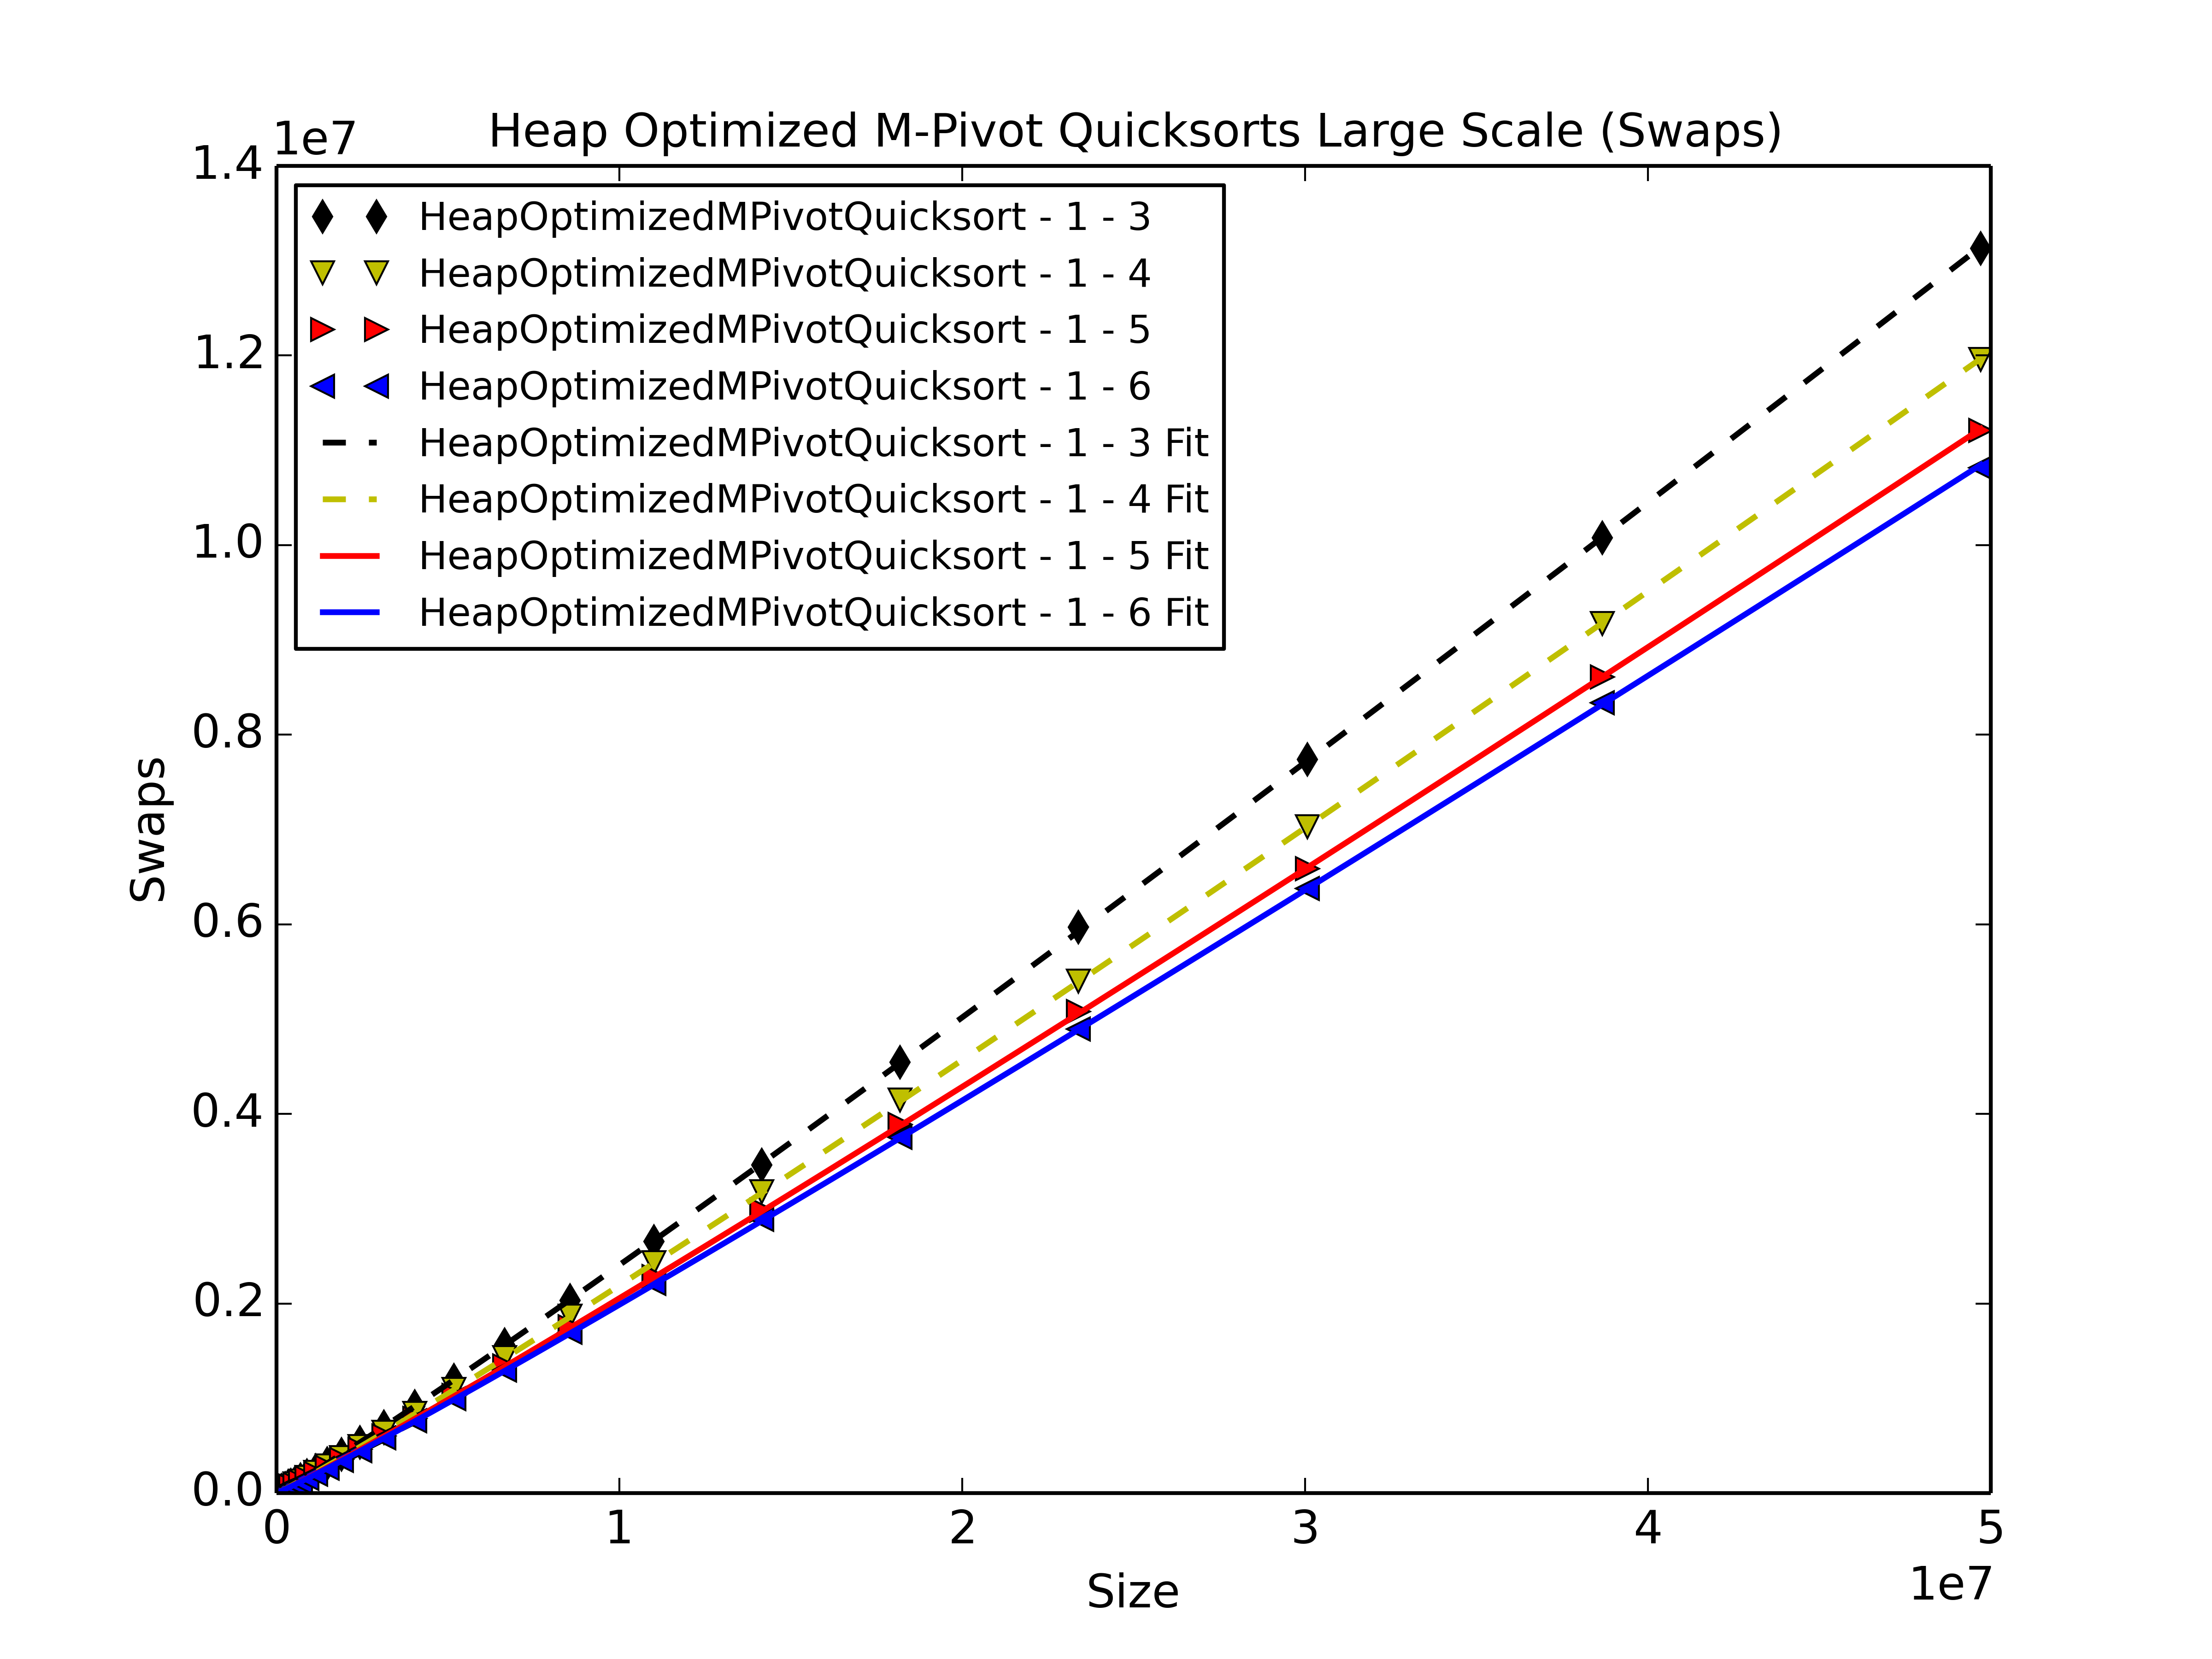 Heap Optimized M-Pivot Quicksorts Large Scale (Swaps)
1e7
1.4
1.2
1.0
0.8
0.6
0.4
0.2
0.0
HeapOptimizedMPivotQuicksort - 1 - 3
HeapOptimizedMPivotQuicksort - 1 - 4
HeapOptimizedMPivotQuicksort - 1 - 5
HeapOptimizedMPivotQuicksort - 1 - 6
HeapOptimizedMPivotQuicksort - 1 - 3 Fit
HeapOptimizedMPivotQuicksort - 1 - 4 Fit
HeapOptimizedMPivotQuicksort - 1 - 5 Fit
HeapOptimizedMPivotQuicksort - 1 - 6 Fit
Swaps
0 1 2 3 4 5
Size
1e7